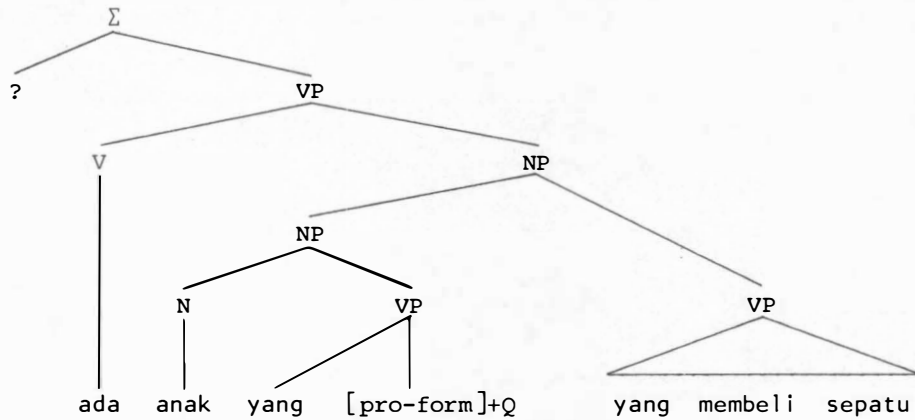 Σ
? VP
V NP
NP
N VP VP
ada anak yang [pro-form]+Q yang membeli sepatu